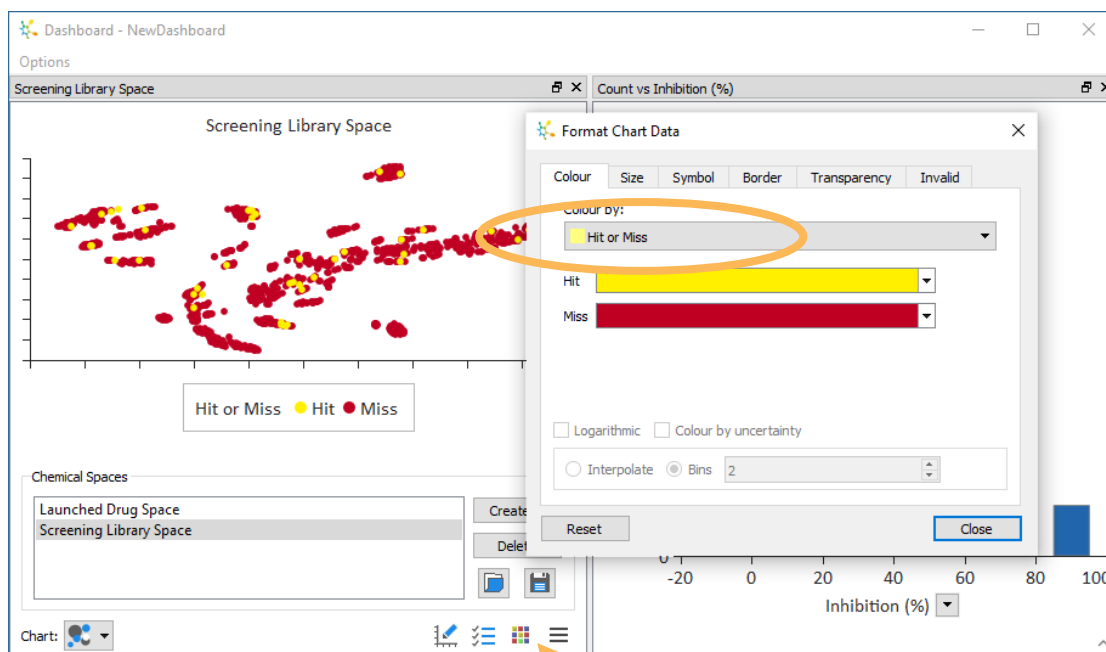 Dashboard - NewDashboard
Options
Screening Library Space
Count vs Inhibition (%)
Screening Library Space
Hit or Miss Hit Miss
Chemical Spaces
Launched Drug Space
Screening Library Space
Create
Delet
Chart:
Format Chart Data
Colour Size Symbol Border Transparency Invalid
Colour by:
Hit or Miss
Hit
Miss
Logarithmic Colour by uncertainty
Interpolate Bins 2
Reset Close
0
-20 0 20 40 60 80 100
Inhibition (%)